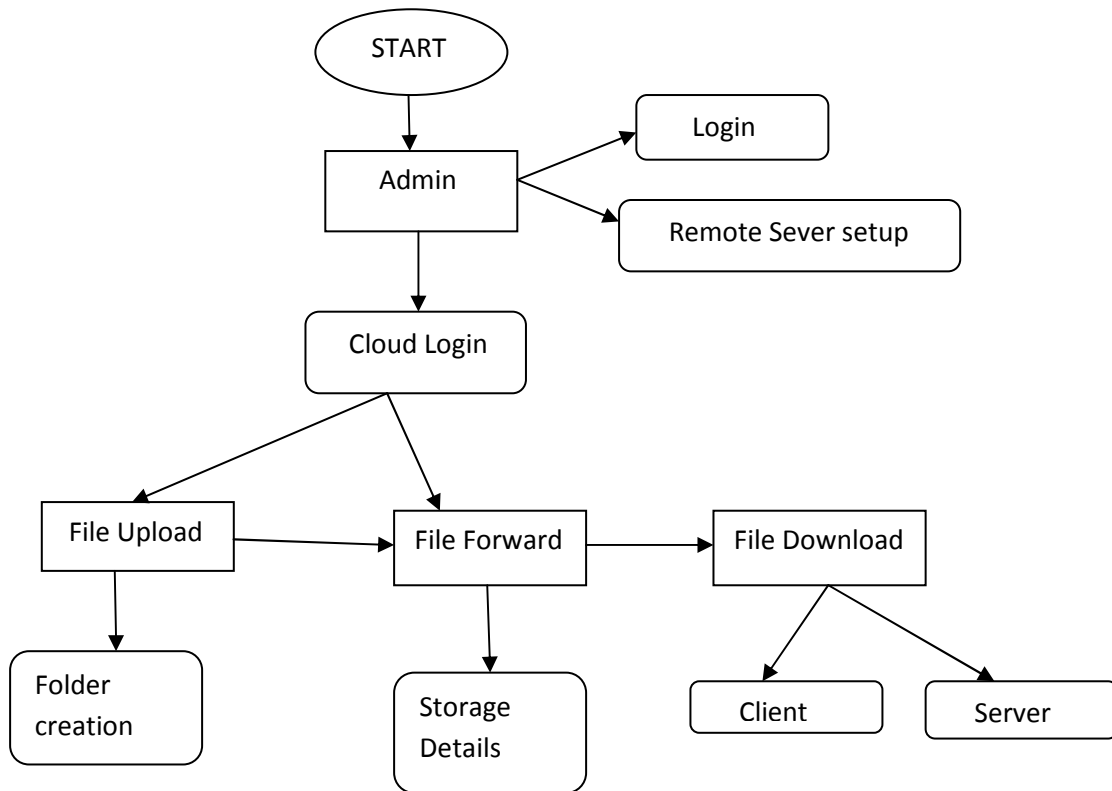 START
Login
Admin
Remote Sever setup
Cloud Login
File Upload
File Forward
File Download
Folder
creation
Storage
Details
Client
Server